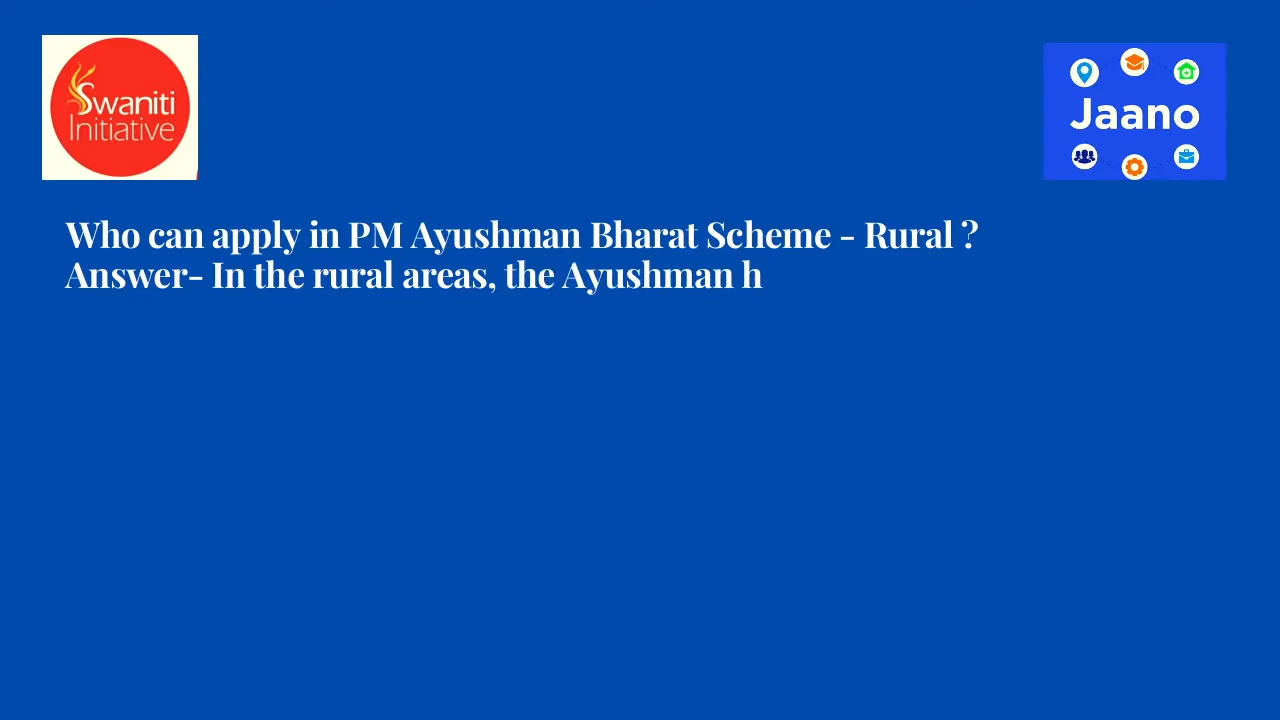 Swaniti
Initiative
Jaano
Who can apply in PM Ayushman Bharat Scheme - Rural ?
Answer- In the rural areas, the Ayushman h